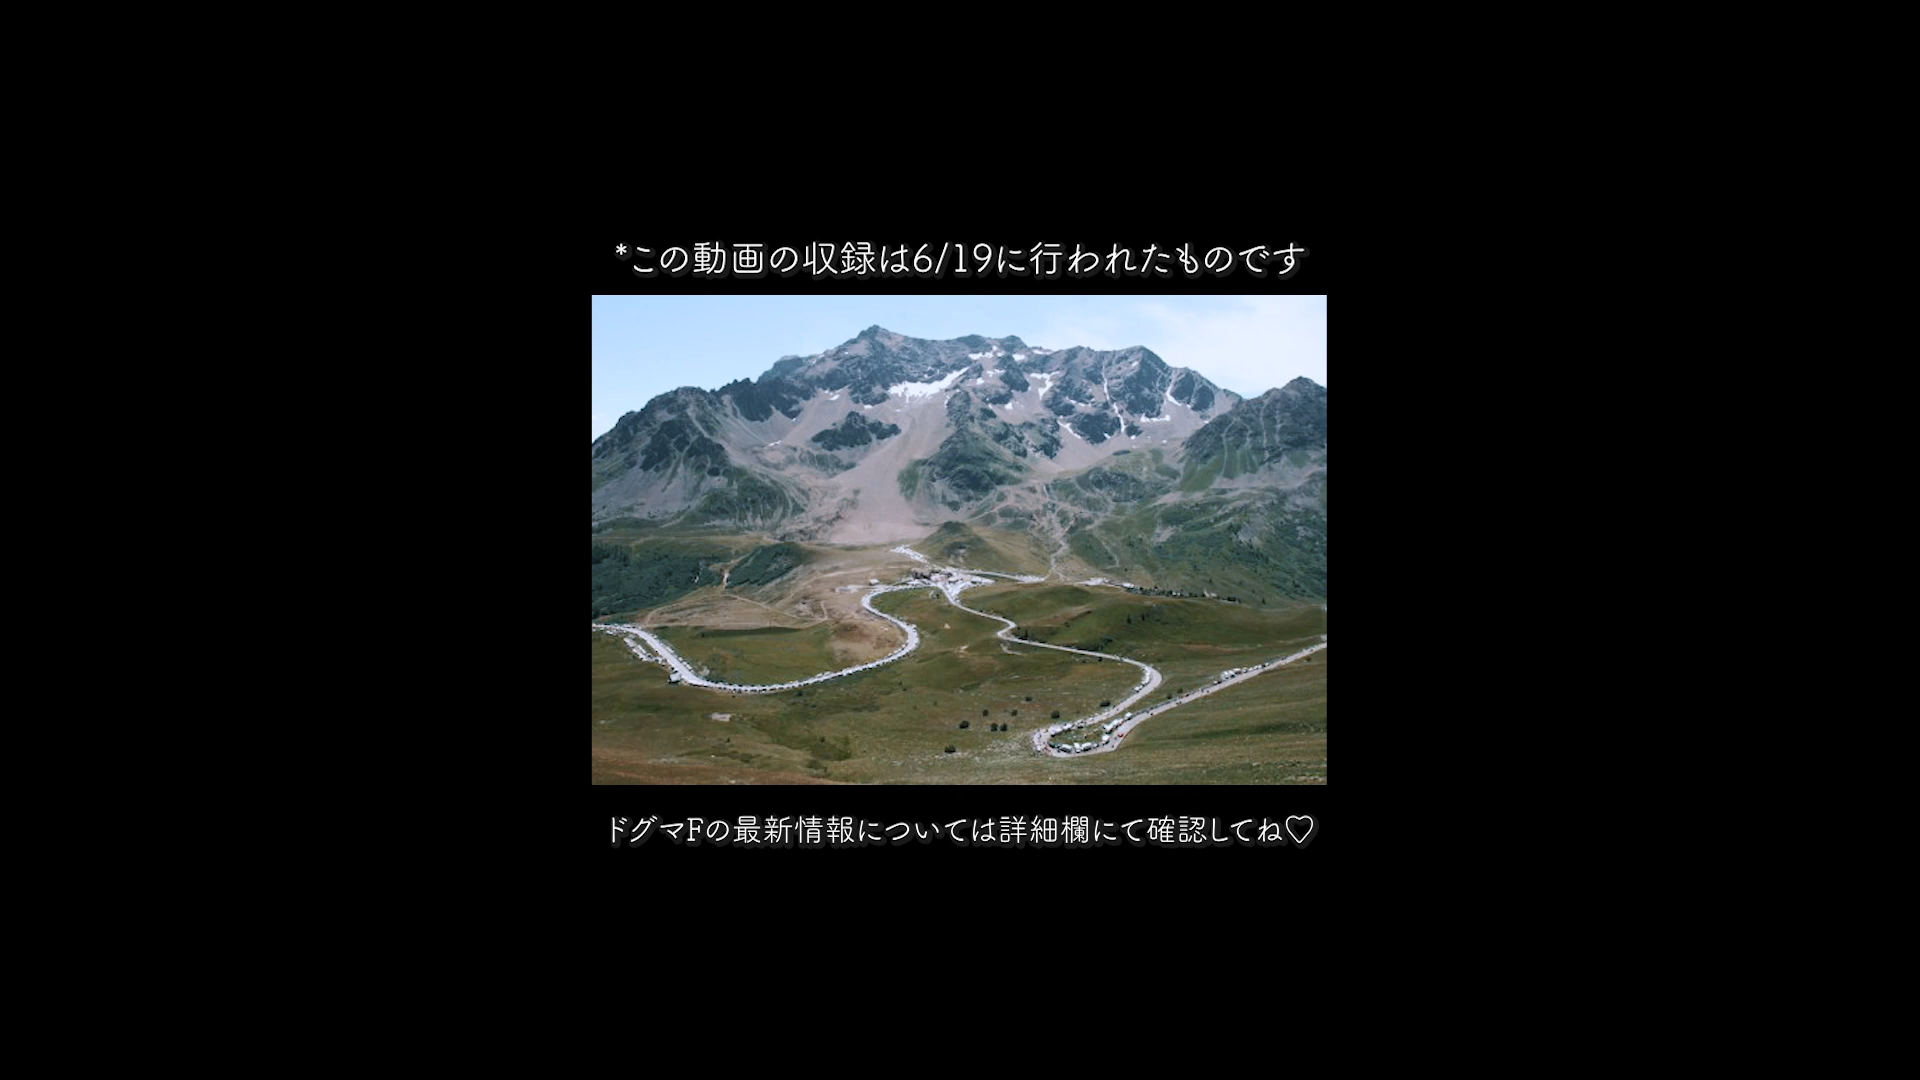 *この動画の収録は6/19に行われたものです
ドグマFの最新情報については詳細欄にて確認してね♡